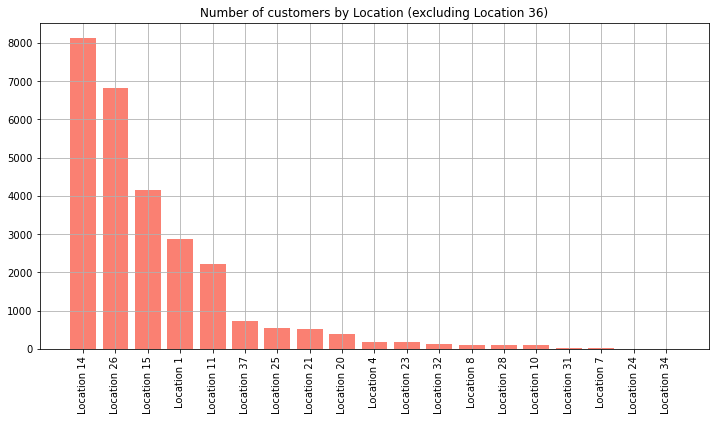 Number of customers by Location (excluding Location 36)
8000
7000
6000
5000
4000
3000
2000
1000
0
Location 14
Location 26
Location 15
Location 1
Location 11
Location 37
Location 25
Location 21
Location 20
Location 4
Location 23
Location 32
Location 8
Location 28
Location 10
Location 31
Location 7
Location 24
Location 34